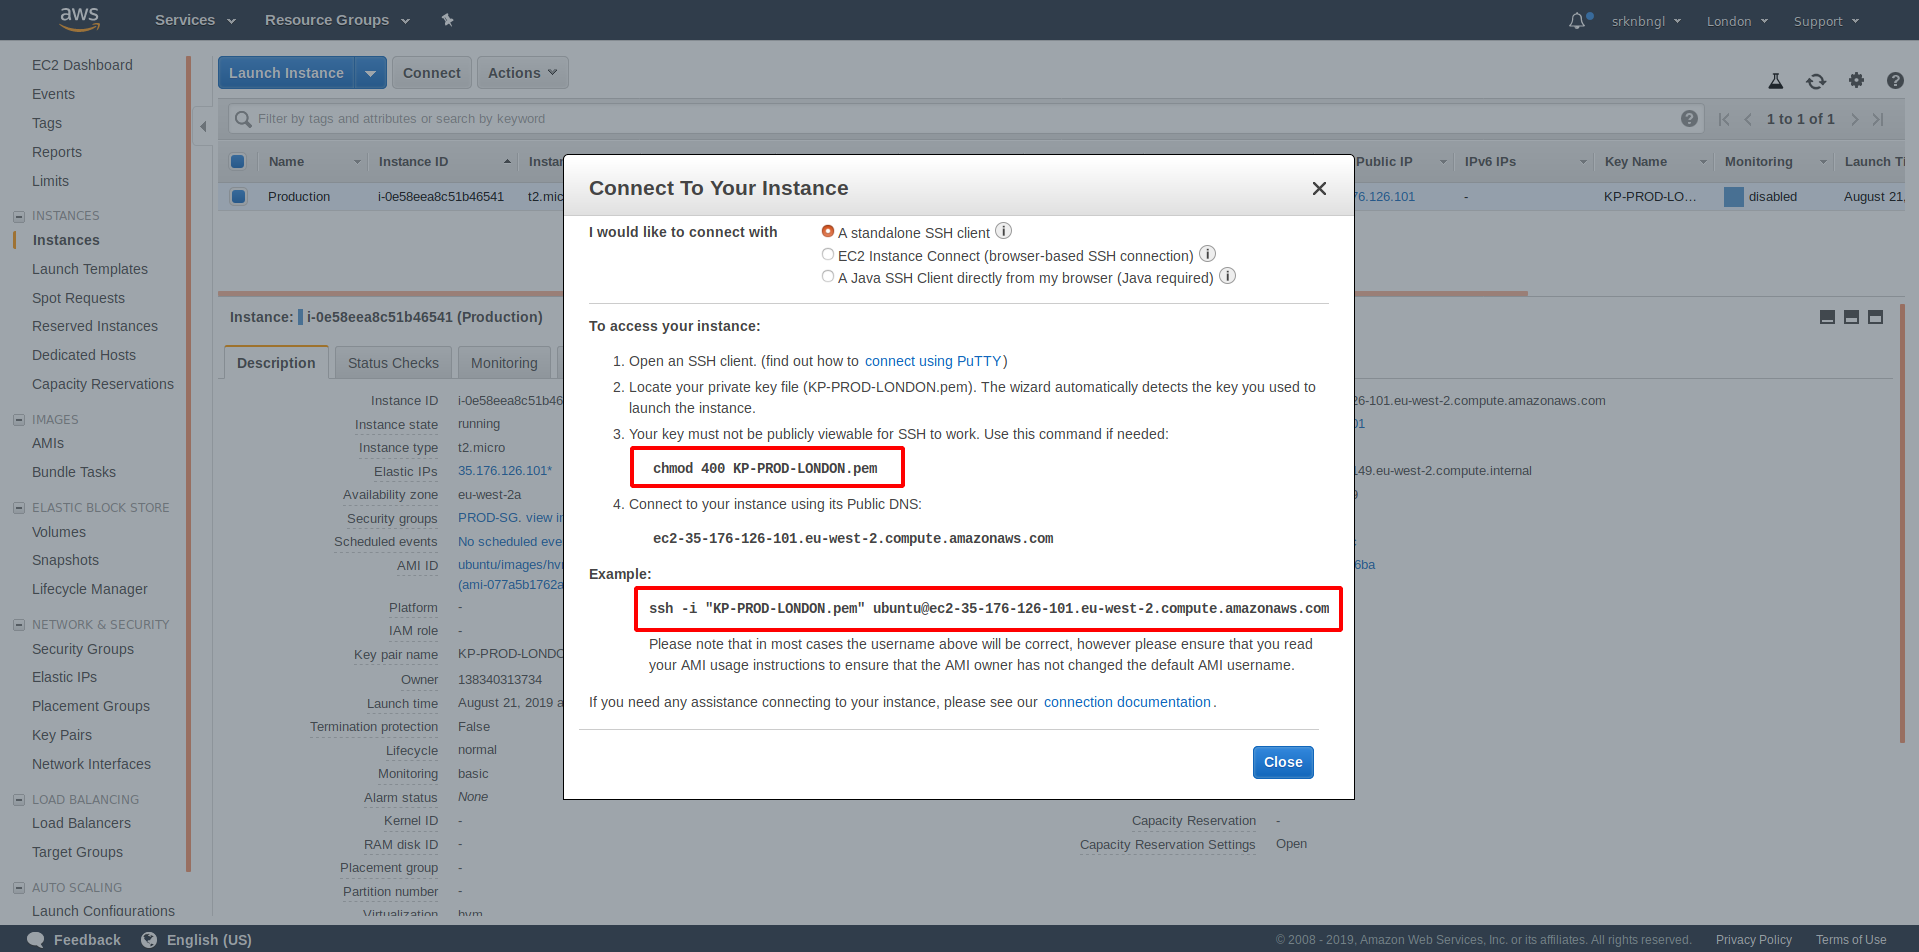 aws Services Resource Groups srknbngl London Support
EC2 Dashboard
Events
Tags
Reports
Limits
INSTANCES
Instances
Launch Templates
Spot Requests
Reserved Instances
Dedicated Hosts
Capacity Reservations
IMAGES
AMIs
Bundle Tasks
ELASTIC BLOCK STORE
Volumes
Snapshots
Lifecycle Manager
NETWORK & SECURITY
Security Groups
Elastic IPs
Placement Groups
Key Pairs
Network Interfaces
LOAD BALANCING
Load Balancers
Target Groups
AUTO SCALING
Launch Configurations
Launch Instance Connect Actions
Filter by tags and attributes or search by keyword 1 to 1 of 1
Name Instance ID Instan Public IP IPv6 IPs Key Name Monitoring Launch Ti
Production i-0e58eea8c51b46541 t2.mic 76.126.101 - KP-PROD-LO... disabled August 21,
Instance: i-0e58eea8c51b46541 (Production)
Description Status Checks Monitoring
Instance ID i-0e58eea8c51b46
Instance state running
Instance type t2.micro
Elastic IPs 35.176.126.101*
Availability zone eu-west-2a
Security groups PROD-SG. view in
Scheduled events No scheduled eve
AMI ID ubuntu/images/hv
(ami-077a5b1762a
Platform -
IAM role -
Key pair name KP-PROD-LONDO
Owner 138340313734
Launch time August 21, 2019 a
Termination protection False
Lifecycle normal
Monitoring basic
Alarm status None
Kernel ID -
RAM disk ID -
Placement group -
Partition number -
Virtualization hvm
26-101.eu-west-2.compute.amazonaws.com
01
149.eu-west-2.compute.internal
6ba
Capacity Reservation -
Capacity Reservation Settings Open
Connect To Your Instance
I would like to connect with
A standalone SSH client
EC2 Instance Connect (browser-based SSH connection)
A Java SSH Client directly from my browser (Java required)
To access your instance:
1. Open an SSH client. (find out how to connect using PuTTY)
2. Locate your private key file (KP-PROD-LONDON.pem). The wizard automatically detects the key you used to
launch the instance.
3. Your key must not be publicly viewable for SSH to work. Use this command if needed:
chmod 400 KP-PROD-LONDON.pem
4. Connect to your instance using its Public DNS:
ec2-35-176-126-101.eu-west-2.compute.amazonaws.com
Example:
ssh -i "KP-PROD-LONDON.pem" ubuntu@ec2-35-176-126-101.eu-west-2.compute.amazonaws.com
Please note that in most cases the username above will be correct, however please ensure that you read
your AMI usage instructions to ensure that the AMI owner has not changed the default AMI username.
If you need any assistance connecting to your instance, please see our connection documentation.
Close
Feedback English (US) © 2008 - 2019, Amazon Web Services, Inc. or its affiliates. All rights reserved. Privacy Policy Terms of Use